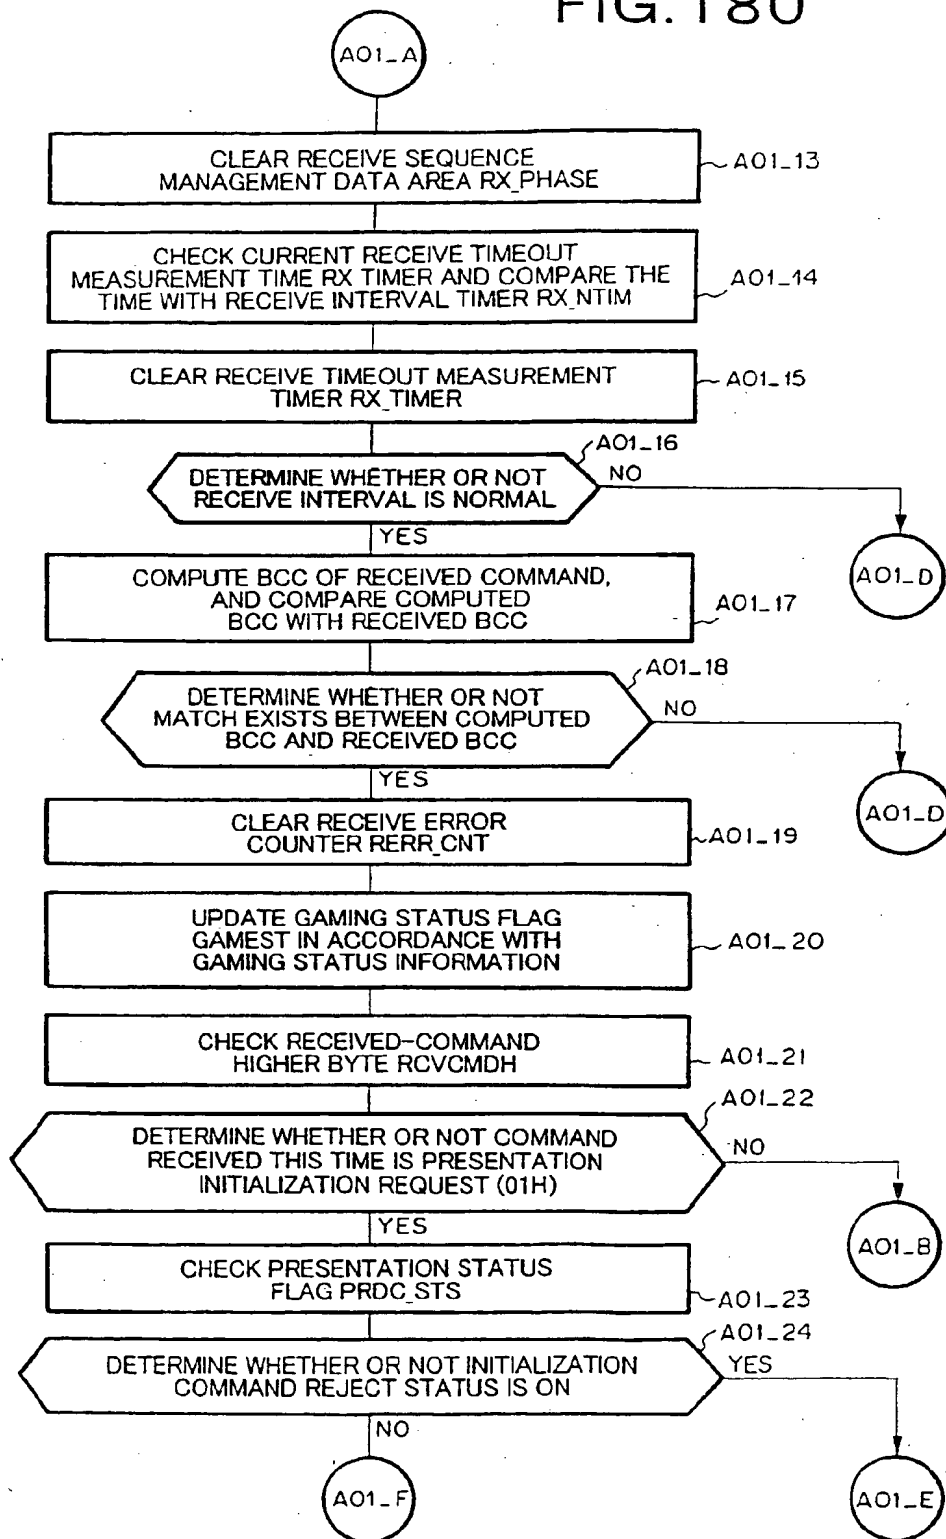 FIG. 180
A01_A
CLEAR RECEIVE SEQUENCE
MANAGEMENT DATA AREA RX_PHASE
A01_13
CHECK CURRENT RECEIVE TIMEOUT
MEASUREMENT TIME RX TIMER AND COMPARE THE
TIME WITH RECEIVE INTERVAL TIMER RX_NTIM
A01_14
CLEAR RECEIVE TIMEOUT MEASUREMENT
TIMER RX_TIMER
A01_15
A01_16
DETERMINE WHETHER OR NOT
RECEIVE INTERVAL IS NORMAL
NO
YES
A01_D
COMPUTE BCC OF RECEIVED COMMAND,
AND COMPARE COMPUTED
BCC WITH RECEIVED BCC
A01_17
A01_18
DETERMINE WHETHER OR NOT
MATCH EXISTS BETWEEN COMPUTED
BCC AND RECEIVED BCC
NO
YES
A01_D
CLEAR RECEIVE ERROR
COUNTER RERR_CNT
A01_19
UPDATE GAMING STATUS FLAG
GAMEST IN ACCORDANCE WITH
GAMING STATUS INFORMATION
A01_20
CHECK RECEIVED-COMMAND
HIGHER BYTE RCVCMDH
A01_21
A01_22
DETERMINE WHETHER OR NOT COMMAND
RECEIVED THIS TIME IS PRESENTATION
INITIALIZATION REQUEST (01H)
NO
YES
A01_B
CHECK PRESENTATION STATUS
FLAG PRDC_STS
A01_23
A01_24
DETERMINE WHETHER OR NOT INITIALIZATION
COMMAND REJECT STATUS IS ON
YES
NO
A01_F
A01_E